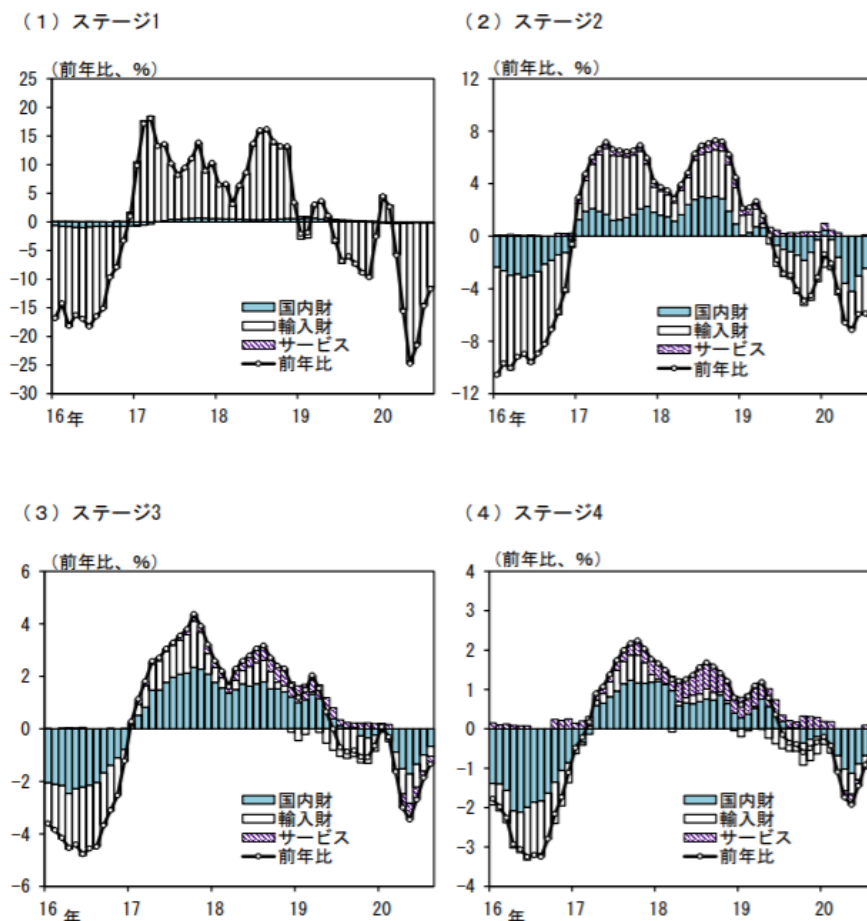 (1)ステージ1
(前年比、%)
25
20
15
10
5
0
-5
-10
-15
-20
-25
-30
国内財
輸入財
サービス
前年比
16年 17 18 19 20
(2)ステージ2
(前年比、%)
12
8
4
0
-4
-8
-12
国内財
輸入財
サービス
前年比
16年 17 18 19 20
(3)ステージ3
(前年比、%)
6
4
2
0
-2
-4
-6
国内財
輸入財
サービス
前年比
16年 17 18 19 20
(4)ステージ4
(前年比、%)
4
3
2
1
0
-1
-2
-3
-4
国内財
輸入財
サービス
前年比
16年 17 18 19 20